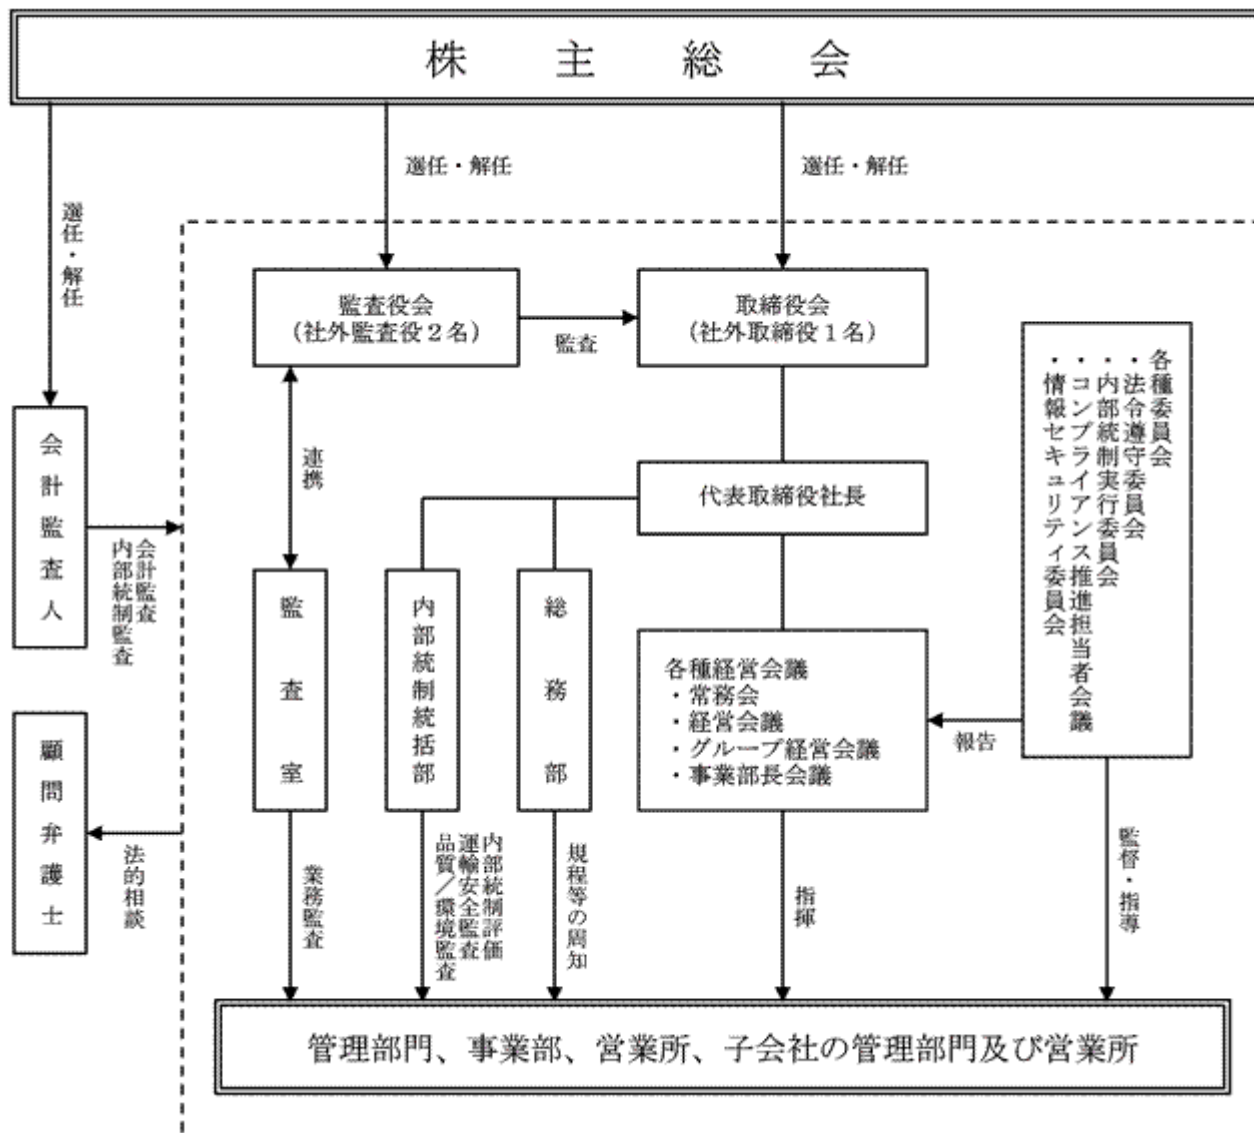 株主総会
選任・解任
選任・解任
選任・解任
監査役会
（社外監査役２名）
監査
取締役会
（社外取締役１名）
各種委員会
・法令遵守委員会
・内部統制実行委員会
・コンプライアンス推進担当者会議
・情報セキュリティ委員会
会計監査人
会計監査
内部統制監査
連携
代表取締役社長
監査室
内部統制統括部
総務部
各種経営会議
・常務会
・経営会議
・グループ経営会議
・事業部長会議
報告
顧問弁護士
法的相談
業務監査
内部統制評価
運輸安全監査
品質／環境監査
規程等の周知
指揮
監督・指導
管理部門、事業部、営業所、子会社の管理部門及び営業所